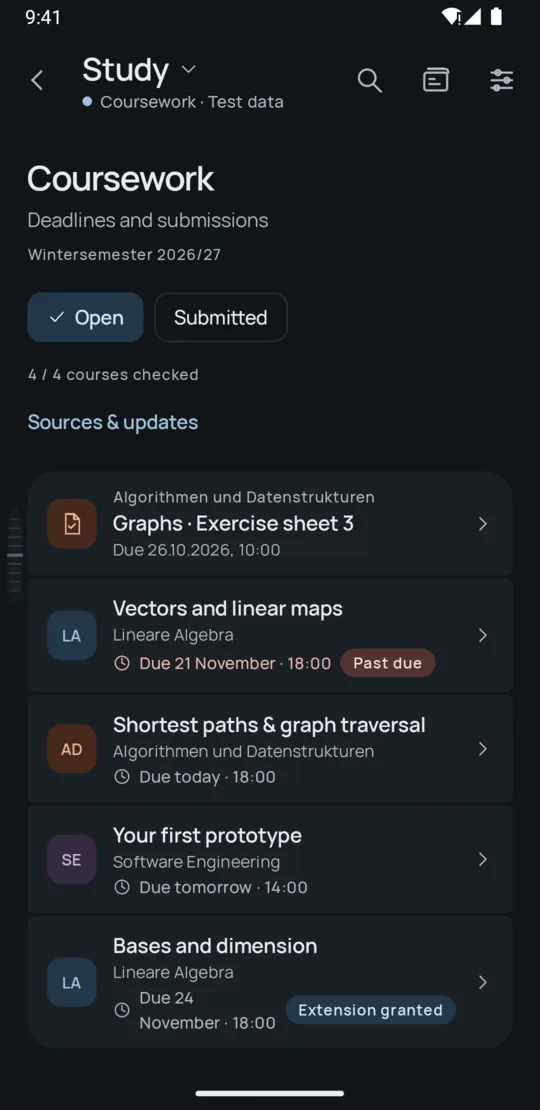 9:41
Study
Coursework · Test data
Coursework
Deadlines and submissions
Wintersemester 2026/27
Open
Submitted
4 / 4 courses checked
Sources & updates
Algorithmen und Datenstrukturen
Graphs · Exercise sheet 3
Due 26.10.2026, 10:00
LA
Vectors and linear maps
Lineare Algebra
Due 21 November · 18:00
Past due
AD
Shortest paths & graph traversal
Algorithmen und Datenstrukturen
Due today · 18:00
SE
Your first prototype
Software Engineering
Due tomorrow · 14:00
LA
Bases and dimension
Lineare Algebra
Due 24
November · 18:00
Extension granted